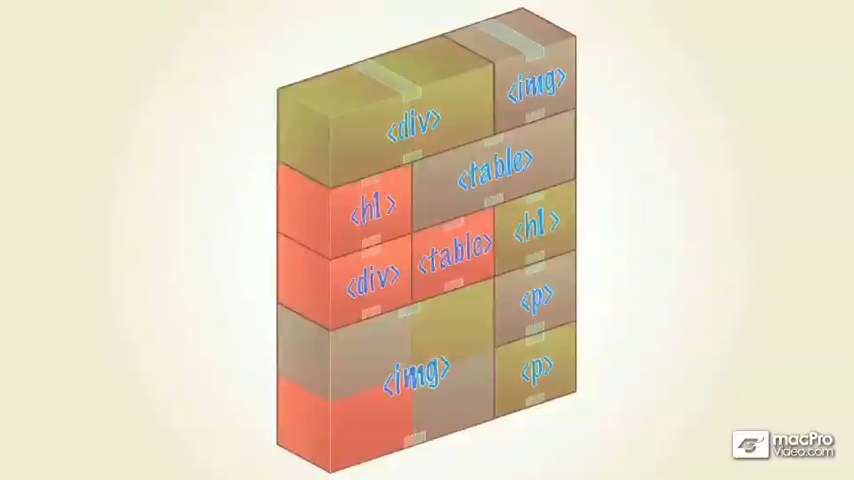 <div>
<img>
<table>
<h1>
<h1>
<table>
<div>
<p>
<img>
<p>
macPro
Video.com